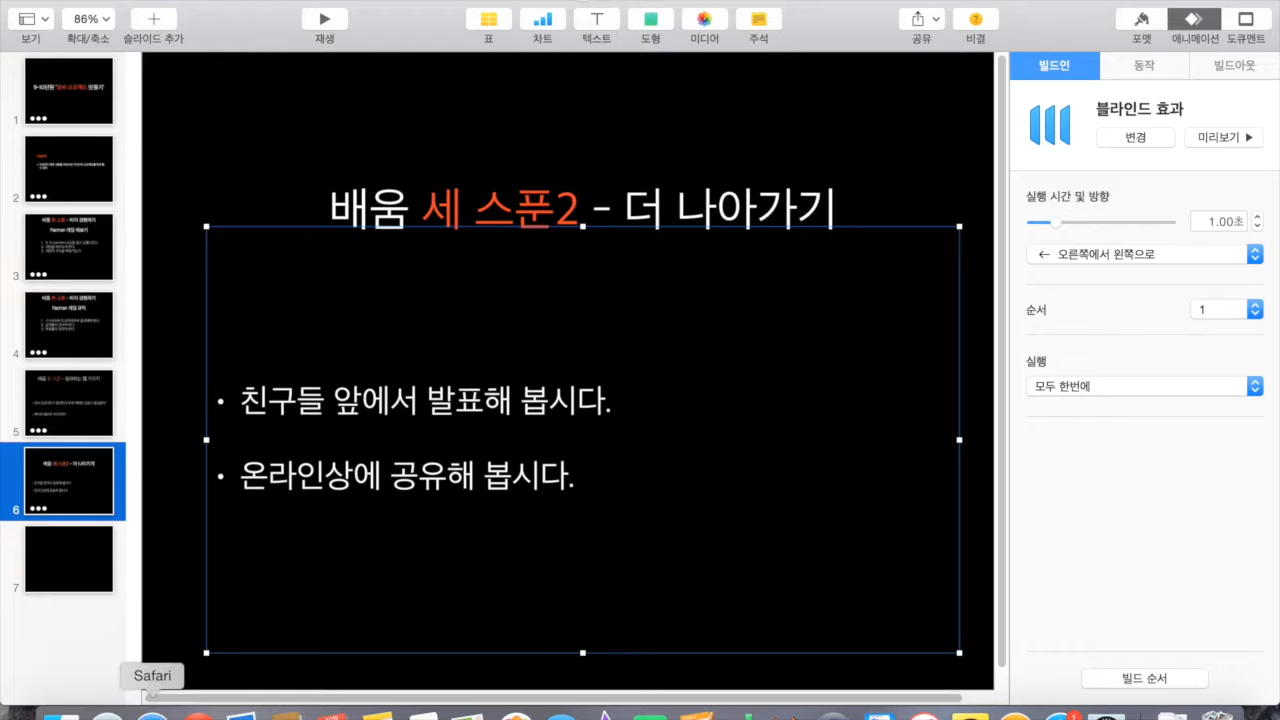 86%
보기
확대/축소
슬라이드 추가
재생
표
차트
텍스트
도형
미디어
주석
공유
비결
포맷
애니메이션
도큐멘트
1
2
3
4
5
6
7
배움 세 스푼2 - 더 나아가기
• 친구들 앞에서 발표해 봅시다.
• 온라인상에 공유해 봅시다.
빌드인
동작
빌드아웃
블라인드 효과
변경
미리보기 ▶
실행 시간 및 방향
1.00초
← 오른쪽에서 왼쪽으로
순서
1
실행
모두 한번에
빌드 순서
Safari